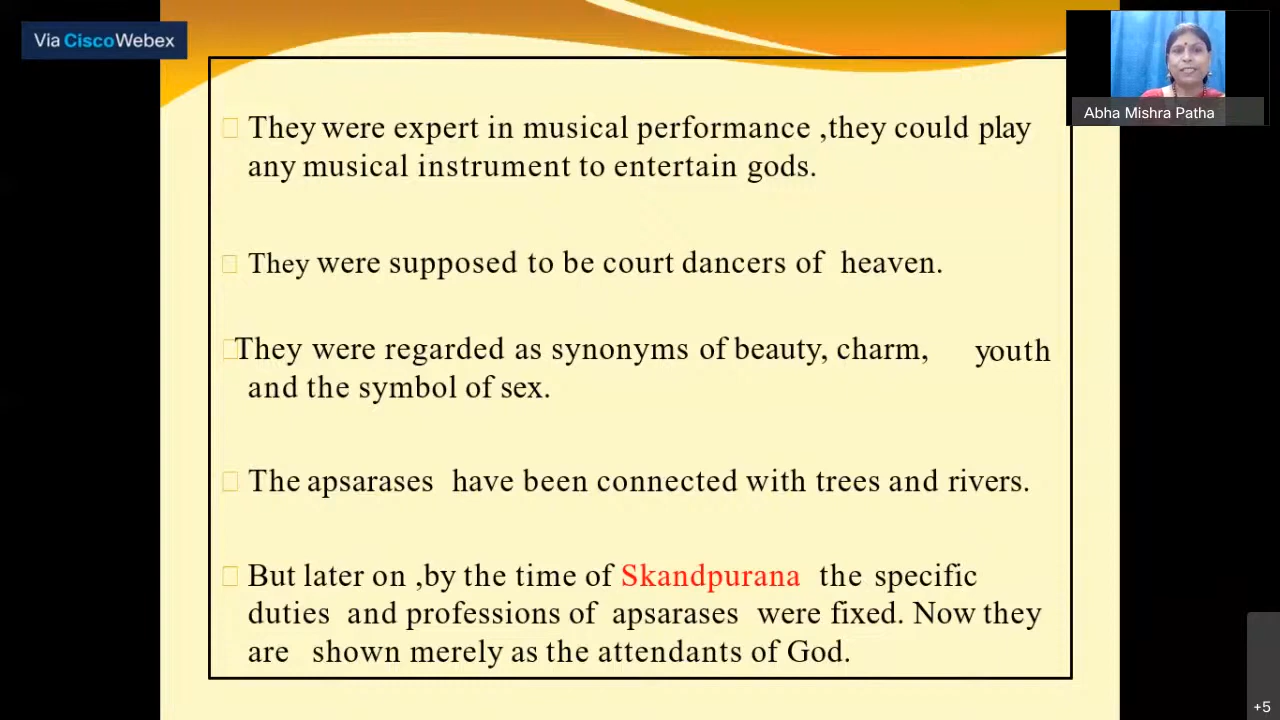 Via CiscoWebex
Abha Mishra Patha
They were expert in musical performance ,they could play
any musical instrument to entertain gods.
They were supposed to be court dancers of heaven.
They were regarded as synonyms of beauty, charm, youth
and the symbol of sex.
The apsarases have been connected with trees and rivers.
But later on ,by the time of Skandpurana the specific
duties and professions of apsarases were fixed. Now they
are shown merely as the attendants of God.
+5